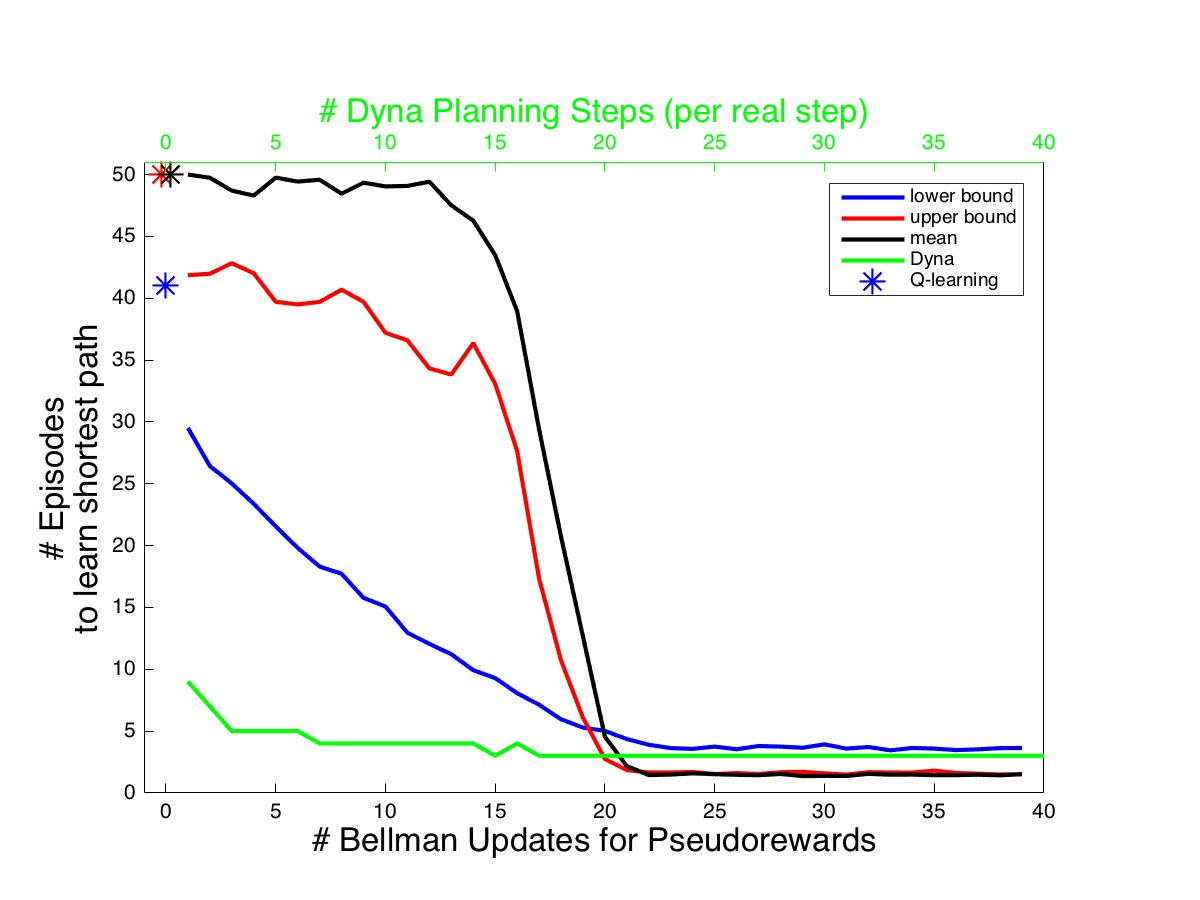 # Dyna Planning Steps (per real step)
0 5 10 15 20 25 30 35 40
50
45
40
35
30
25
20
15
10
5
0
# Episodes
to learn shortest path
lower bound
upper bound
mean
Dyna
Q-learning
0 5 10 15 20 25 30 35 40
# Bellman Updates for Pseudorewards